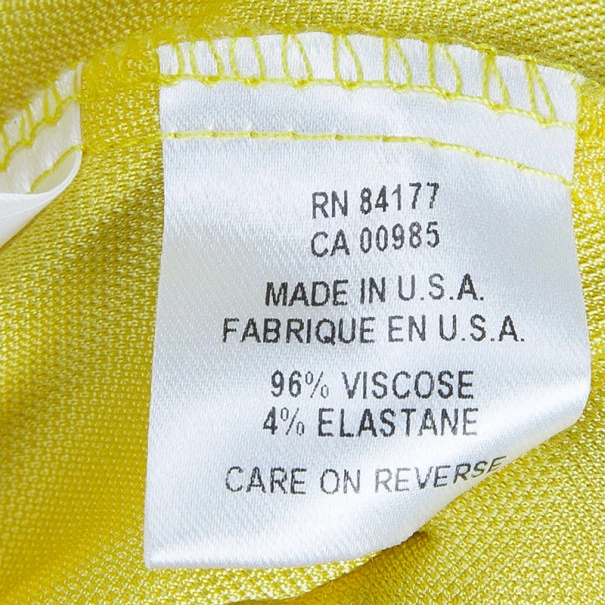 RN 84177
CA 00985
MADE IN U.S.A.
FABRIQUE EN U.S.A.
96% VISCOSE
4% ELASTANE
CARE ON REVERSE